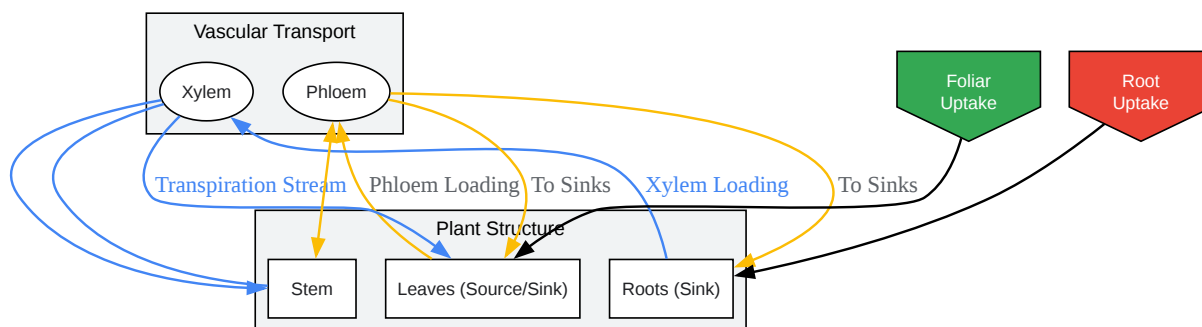 Vascular Transport
Xylem
Phloem
Foliar
Uptake
Root
Uptake
Transpiration Stream
Phloem Loading
To Sinks
Xylem Loading
To Sinks
Plant Structure
Stem
Leaves (Source/Sink)
Roots (Sink)